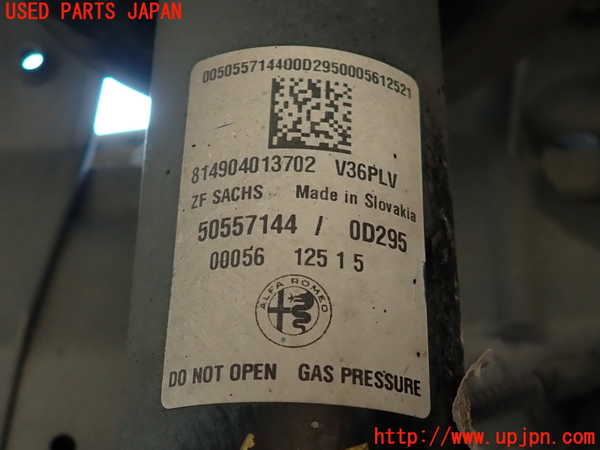 USED PARTS JAPAN
005055714400D2950005612521
814904013702 V36PLV
ZF SACHS Made in Slovakia
50557144 / 0D295
00056 125 1 5
ALFA ROMEO
DO NOT OPEN GAS PRESSURE
http://www.upjpn.com/